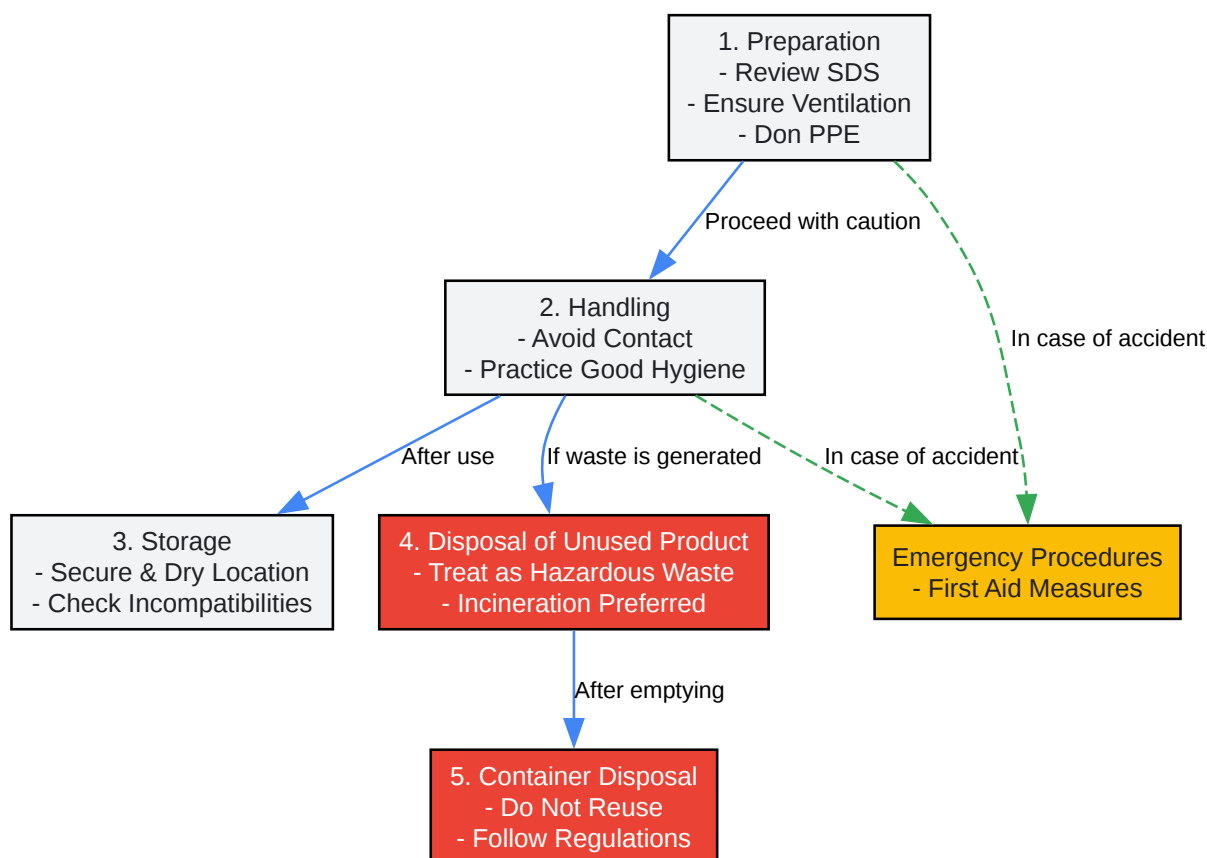 1. Preparation
- Review SDS
- Ensure Ventilation
- Don PPE
Proceed with caution
In case of accident
2. Handling
- Avoid Contact
- Practice Good Hygiene
After use
If waste is generated
In case of accident
3. Storage
- Secure & Dry Location
- Check Incompatibilities
4. Disposal of Unused Product
- Treat as Hazardous Waste
- Incineration Preferred
Emergency Procedures
- First Aid Measures
After emptying
5. Container Disposal
- Do Not Reuse
- Follow Regulations